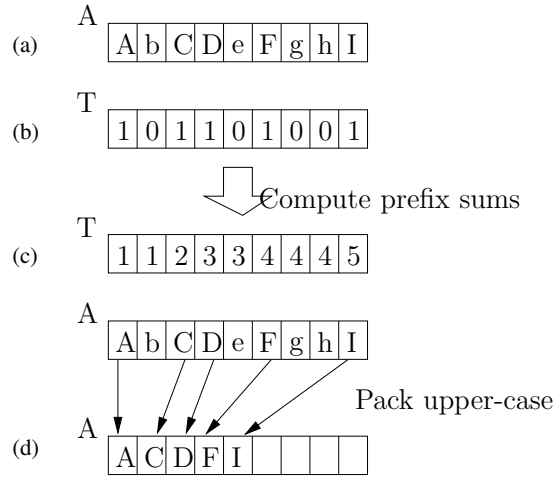 A
(a) A b C D e F g h I
T
(b) 1 0 1 1 0 1 0 0 1
Compute prefix sums
T
(c) 1 1 2 3 3 4 4 4 5
A
A b C D e F g h I
Pack upper-case
A
(d) A C D F I